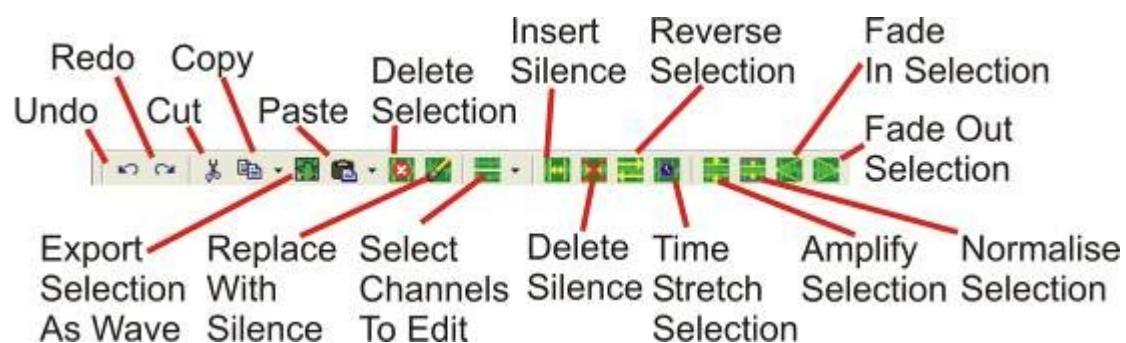 Undo
Redo
Cut
Copy
Paste
Delete
Selection
Insert
Silence
Reverse
Selection
Fade
In Selection
Fade Out
Selection
Export
Selection
As Wave
Replace
With
Silence
Select
Channels
To Edit
Delete
Silence
Time
Stretch
Selection
Amplify
Selection
Normalise
Selection